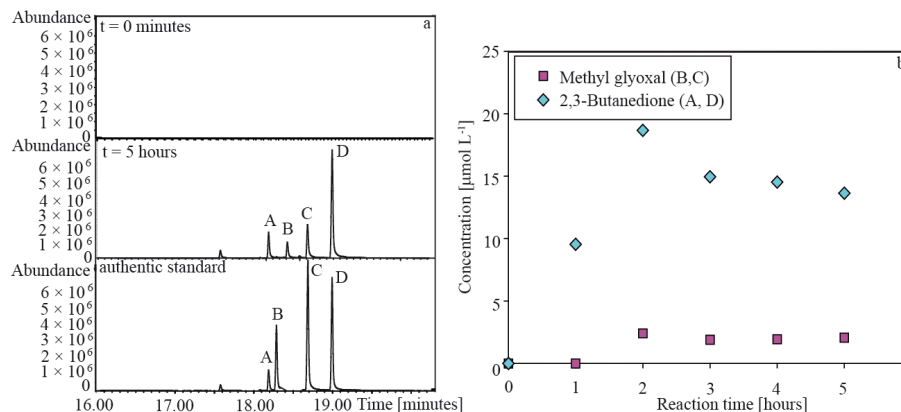 Abundance
t = 0 minutes
a
6 × 10⁶
5 × 10⁶
4 × 10⁶
3 × 10⁶
2 × 10⁶
1 × 10⁶
0
Abundance
t = 5 hours
6 × 10⁶
5 × 10⁶
4 × 10⁶
3 × 10⁶
2 × 10⁶
1 × 10⁶
0
A
B
C
D
Abundance
authentic standard
6 × 10⁶
5 × 10⁶
4 × 10⁶
3 × 10⁶
2 × 10⁶
1 × 10⁶
0
A
B
C
D
16.00 17.00 18.00 19.00 Time [minutes]
b
Methyl glyoxal (B,C)
2,3-Butanedione (A, D)
Concentration [µmol L⁻¹]
25
20
15
10
5
0
0 1 2 3 4 5
Reaction time [hours]